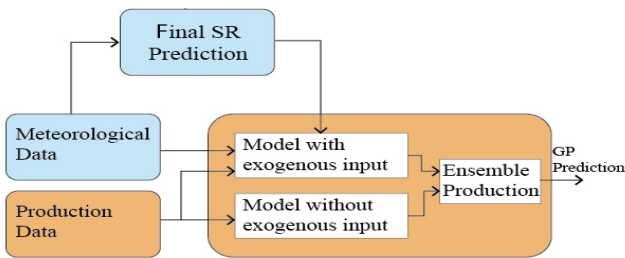 Final SR
Prediction
Meteorological
Data
Model with
exogenous input
Production
Data
Model without
exogenous input
Ensemble
Production
GP
Prediction